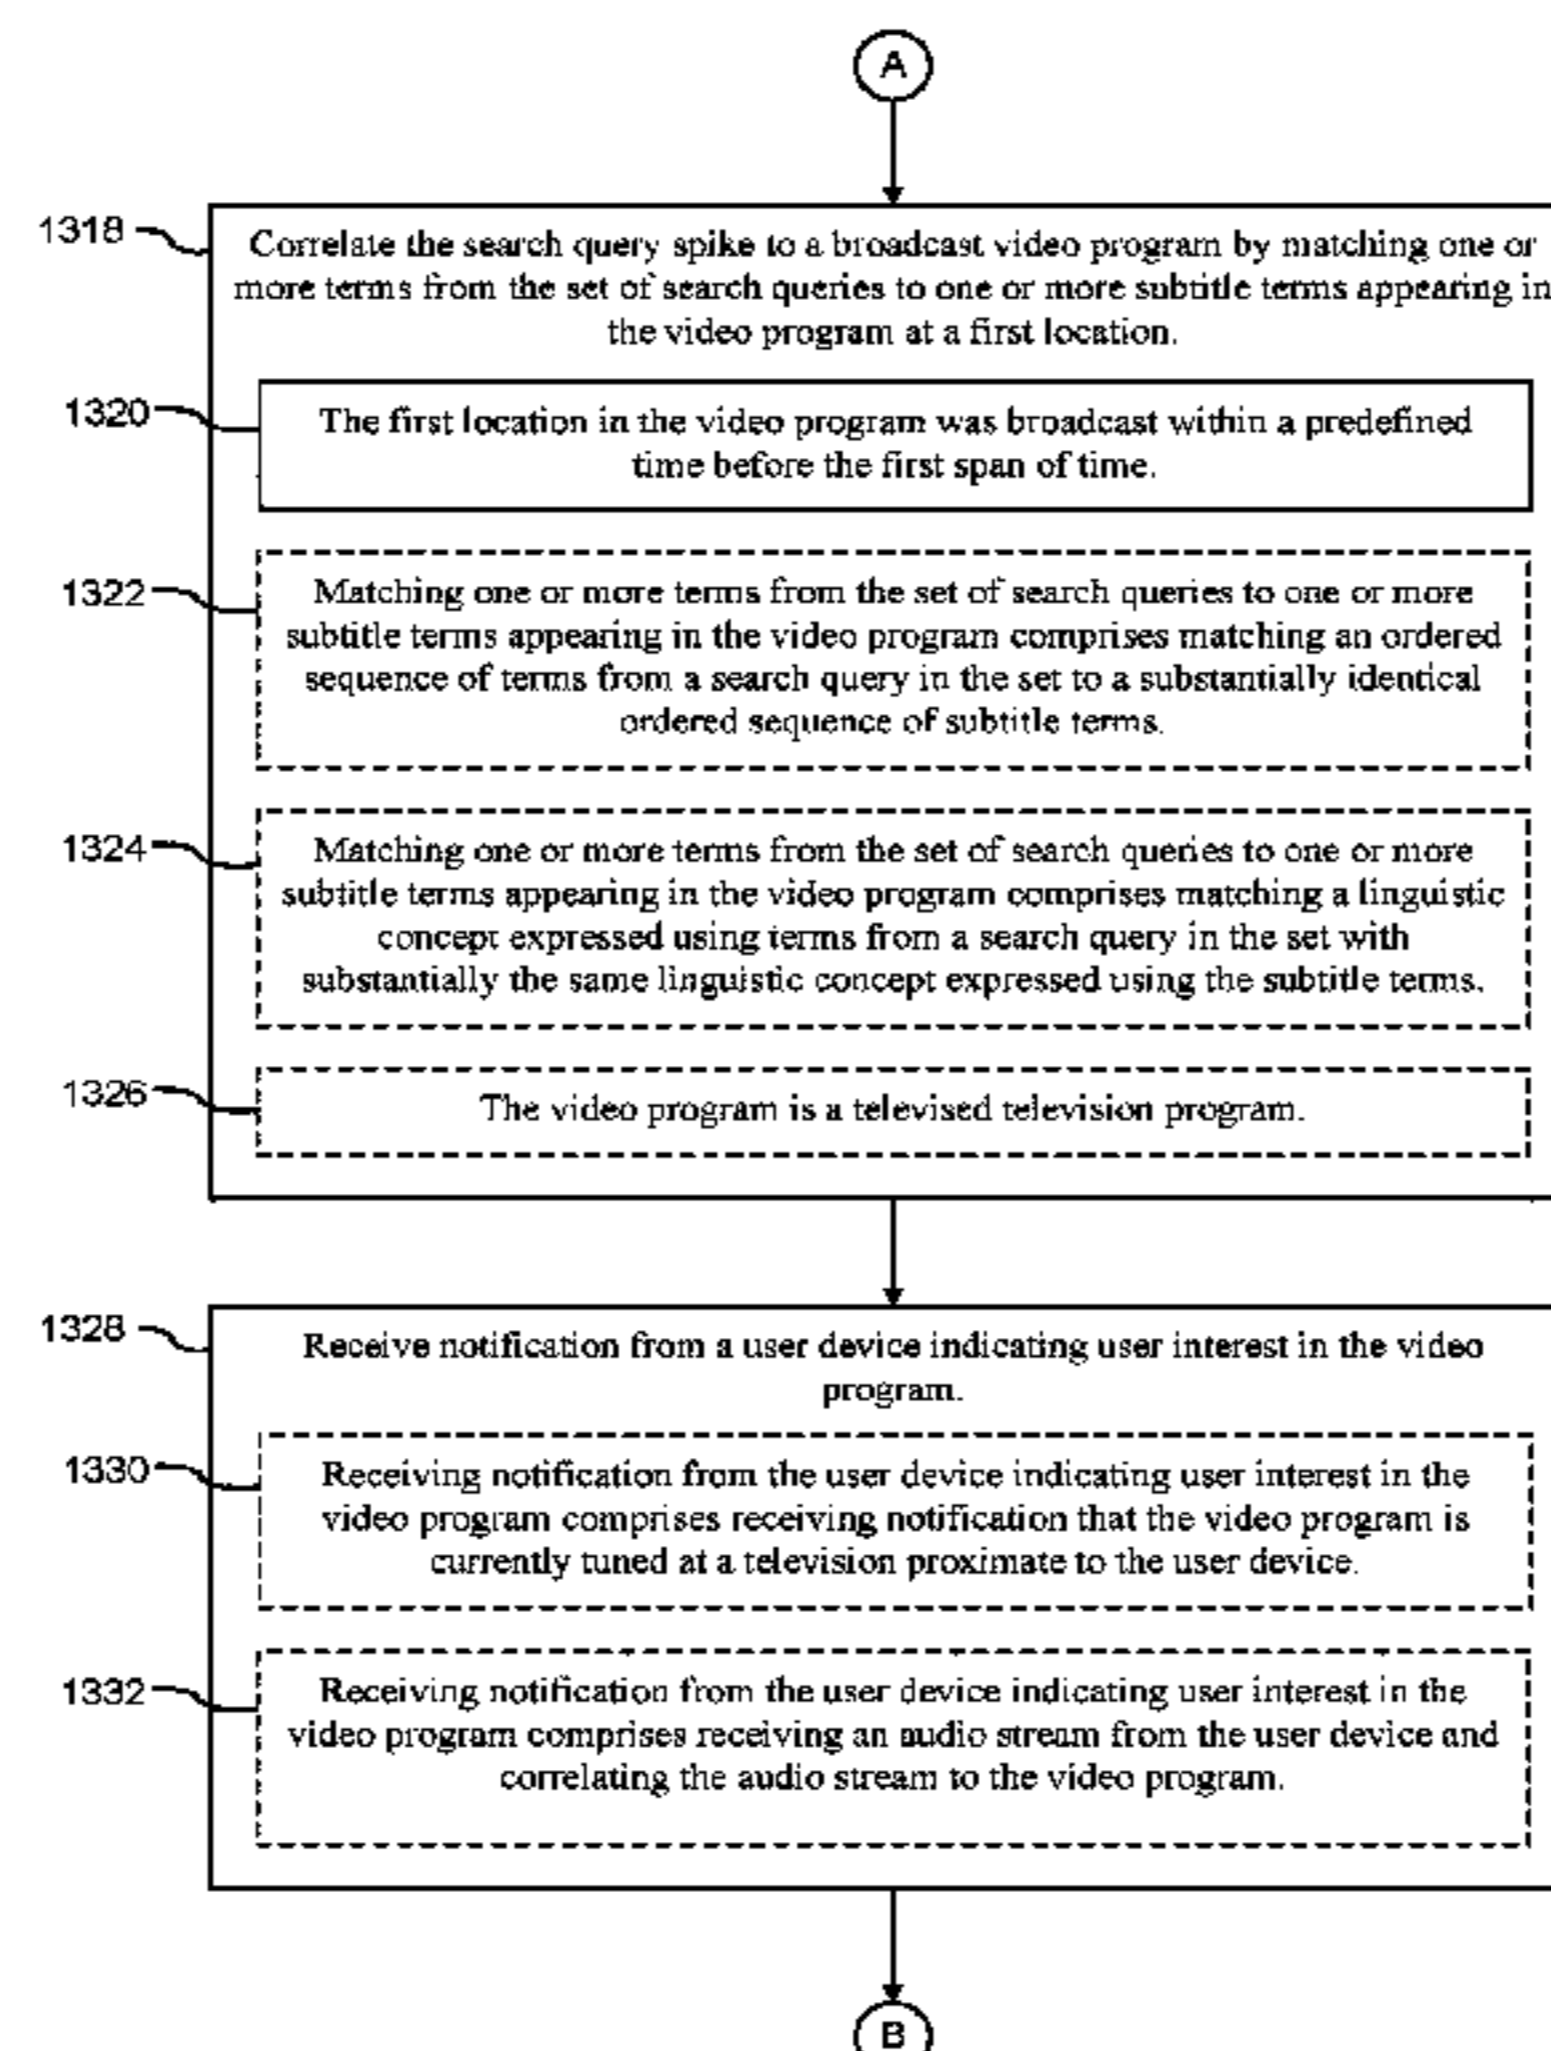 A
1318
Correlate the search query spike to a broadcast video program by matching one or
more terms from the set of search queries to one or more subtitle terms appearing in
the video program at a first location.
1320
The first location in the video program was broadcast within a predefined
time before the first span of time.
1322
Matching one or more terms from the set of search queries to one or more
subtitle terms appearing in the video program comprises matching an ordered
sequence of terms from a search query in the set to a substantially identical
ordered sequence of subtitle terms.
1324
Matching one or more terms from the set of search queries to one or more
subtitle terms appearing in the video program comprises matching a linguistic
concept expressed using terms from a search query in the set with
substantially the same linguistic concept expressed using the subtitle terms.
1326
The video program is a televised television program.
1328
Receive notification from a user device indicating user interest in the video
program.
1330
Receiving notification from the user device indicating user interest in the
video program comprises receiving notification that the video program is
currently tuned at a television proximate to the user device.
1332
Receiving notification from the user device indicating user interest in the
video program comprises receiving an audio stream from the user device and
correlating the audio stream to the video program.
B